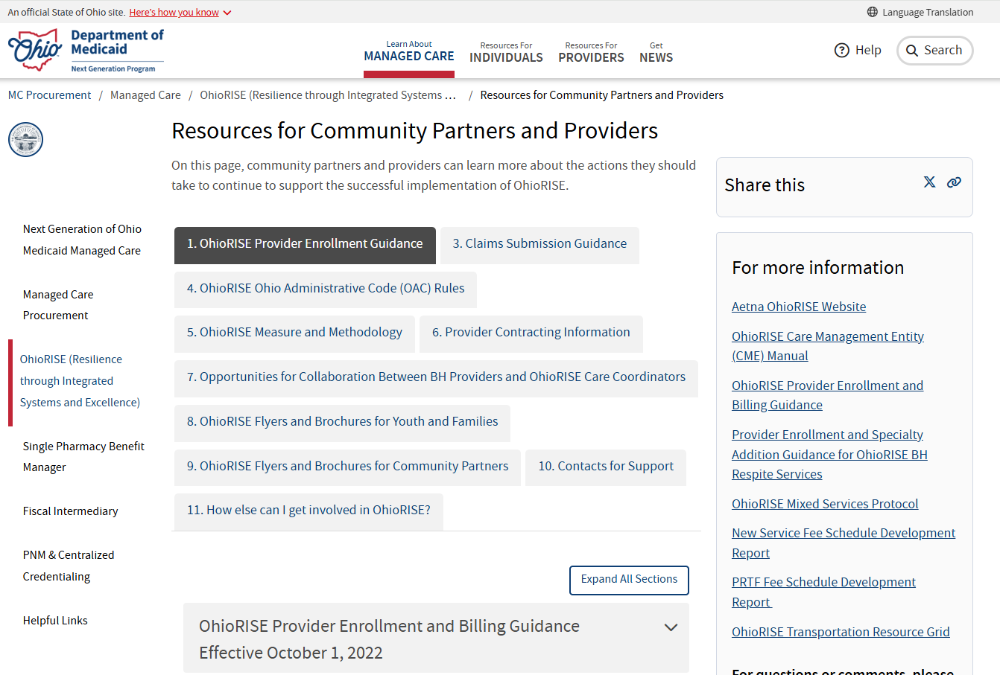 An official State of Ohio site. Here's how you know
Language Translation
Ohio
Department of
Medicaid
Next Generation Program
Learn About
MANAGED CARE
Resources For
INDIVIDUALS
Resources For
PROVIDERS
Get
NEWS
Help
Search
MC Procurement / Managed Care / OhioRISE (Resilience through Integrated Systems ... / Resources for Community Partners and Providers
Resources for Community Partners and Providers
On this page, community partners and providers can learn more about the actions they should
take to continue to support the successful implementation of OhioRISE.
Next Generation of Ohio
Medicaid Managed Care
Managed Care
Procurement
OhioRISE (Resilience
through Integrated
Systems and Excellence)
Single Pharmacy Benefit
Manager
Fiscal Intermediary
PNM & Centralized
Credentialing
Helpful Links
1. OhioRISE Provider Enrollment Guidance
3. Claims Submission Guidance
4. OhioRISE Ohio Administrative Code (OAC) Rules
5. OhioRISE Measure and Methodology
6. Provider Contracting Information
7. Opportunities for Collaboration Between BH Providers and OhioRISE Care Coordinators
8. OhioRISE Flyers and Brochures for Youth and Families
9. OhioRISE Flyers and Brochures for Community Partners
10. Contacts for Support
11. How else can I get involved in OhioRISE?
Expand All Sections
OhioRISE Provider Enrollment and Billing Guidance
Effective October 1, 2022
Share this
For more information
Aetna OhioRISE Website
OhioRISE Care Management Entity
(CME) Manual
OhioRISE Provider Enrollment and
Billing Guidance
Provider Enrollment and Specialty
Addition Guidance for OhioRISE BH
Respite Services
OhioRISE Mixed Services Protocol
New Service Fee Schedule Development
Report
PRTF Fee Schedule Development
Report
OhioRISE Transportation Resource Grid
For questions or comments, please